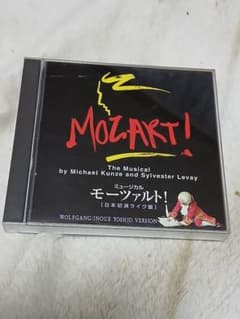 MOZART!
The Musical
by Michael Kunze and Sylvester Levay
ミュージカル
モーツァルト!
[日本初演ライヴ盤]
WOLFGANG:INOUE YOSHIO VERSION